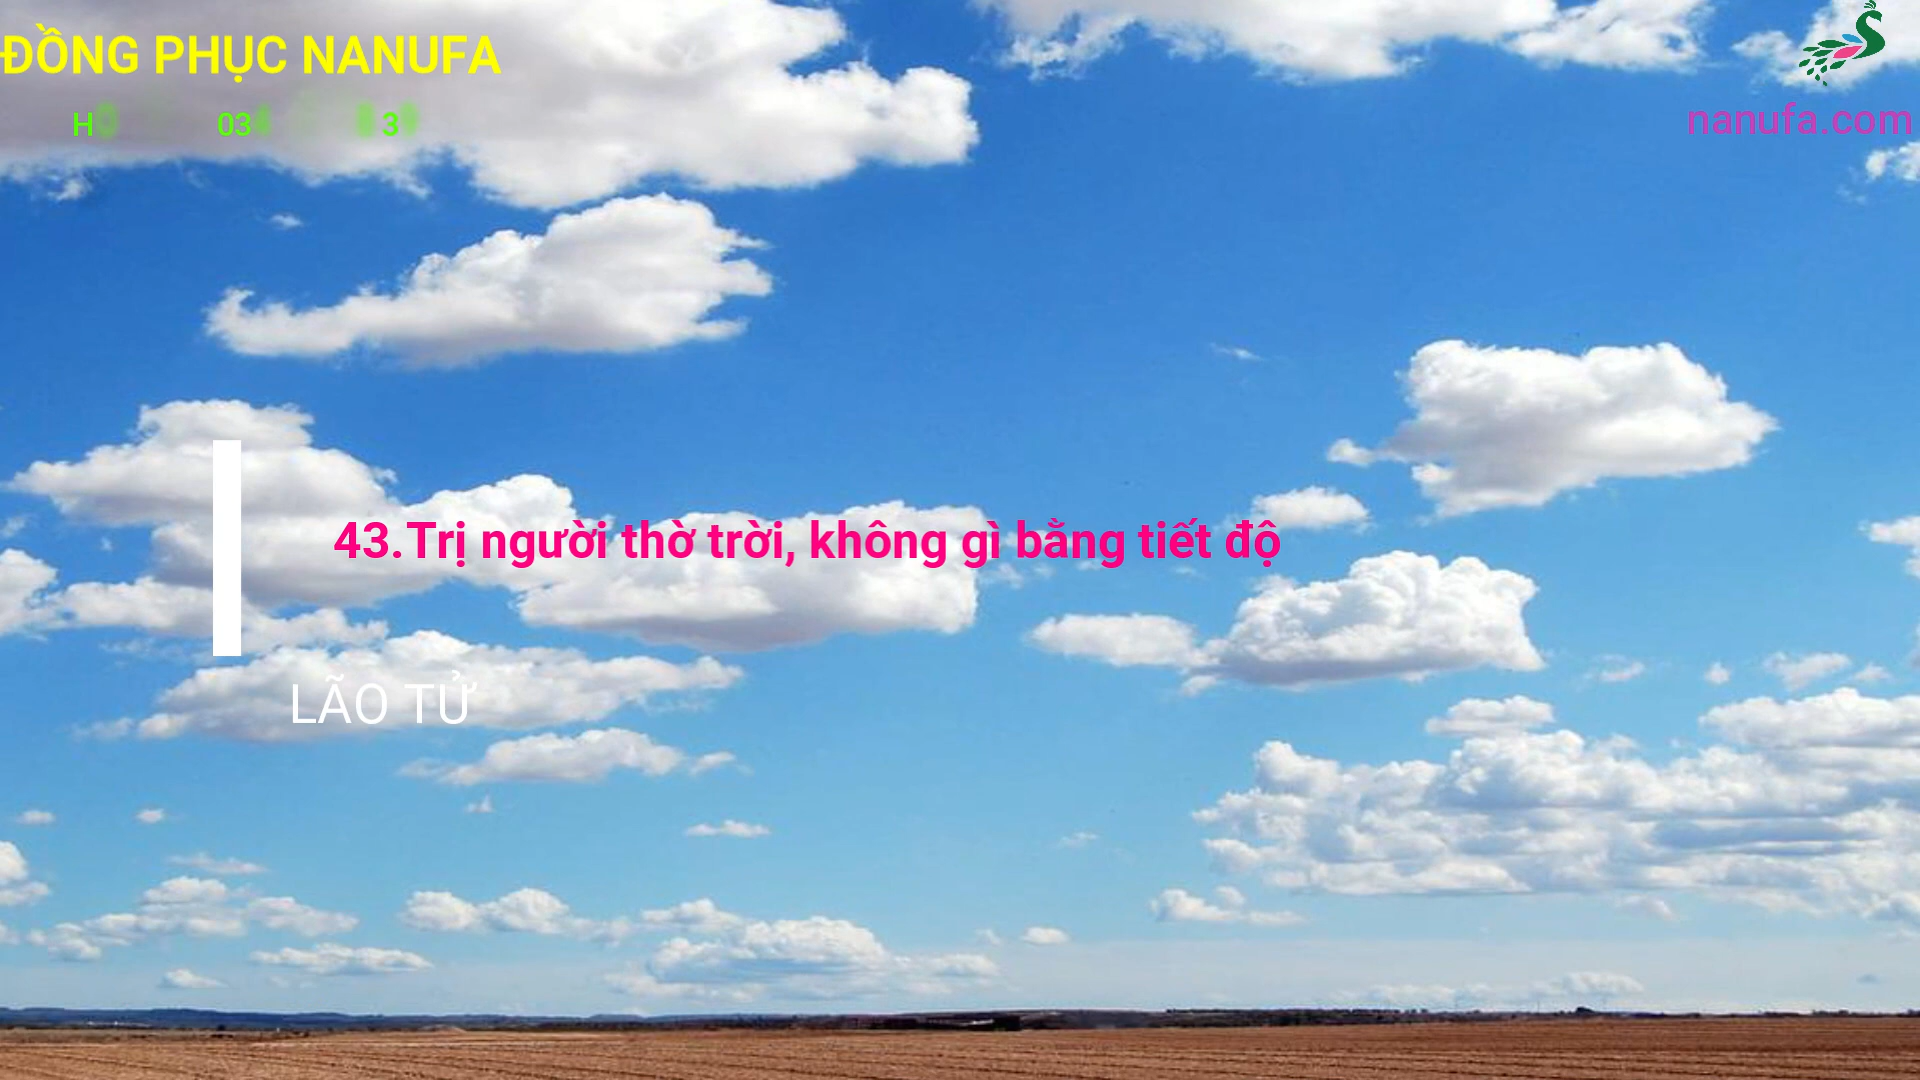 ĐỒNG PHỤC NANUFA
nanufa.com
43.Trị người thờ trời, không gì bằng tiết độ
LÃO TỬ